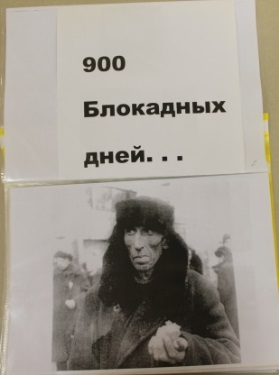 900
Блокадных
дней. . .